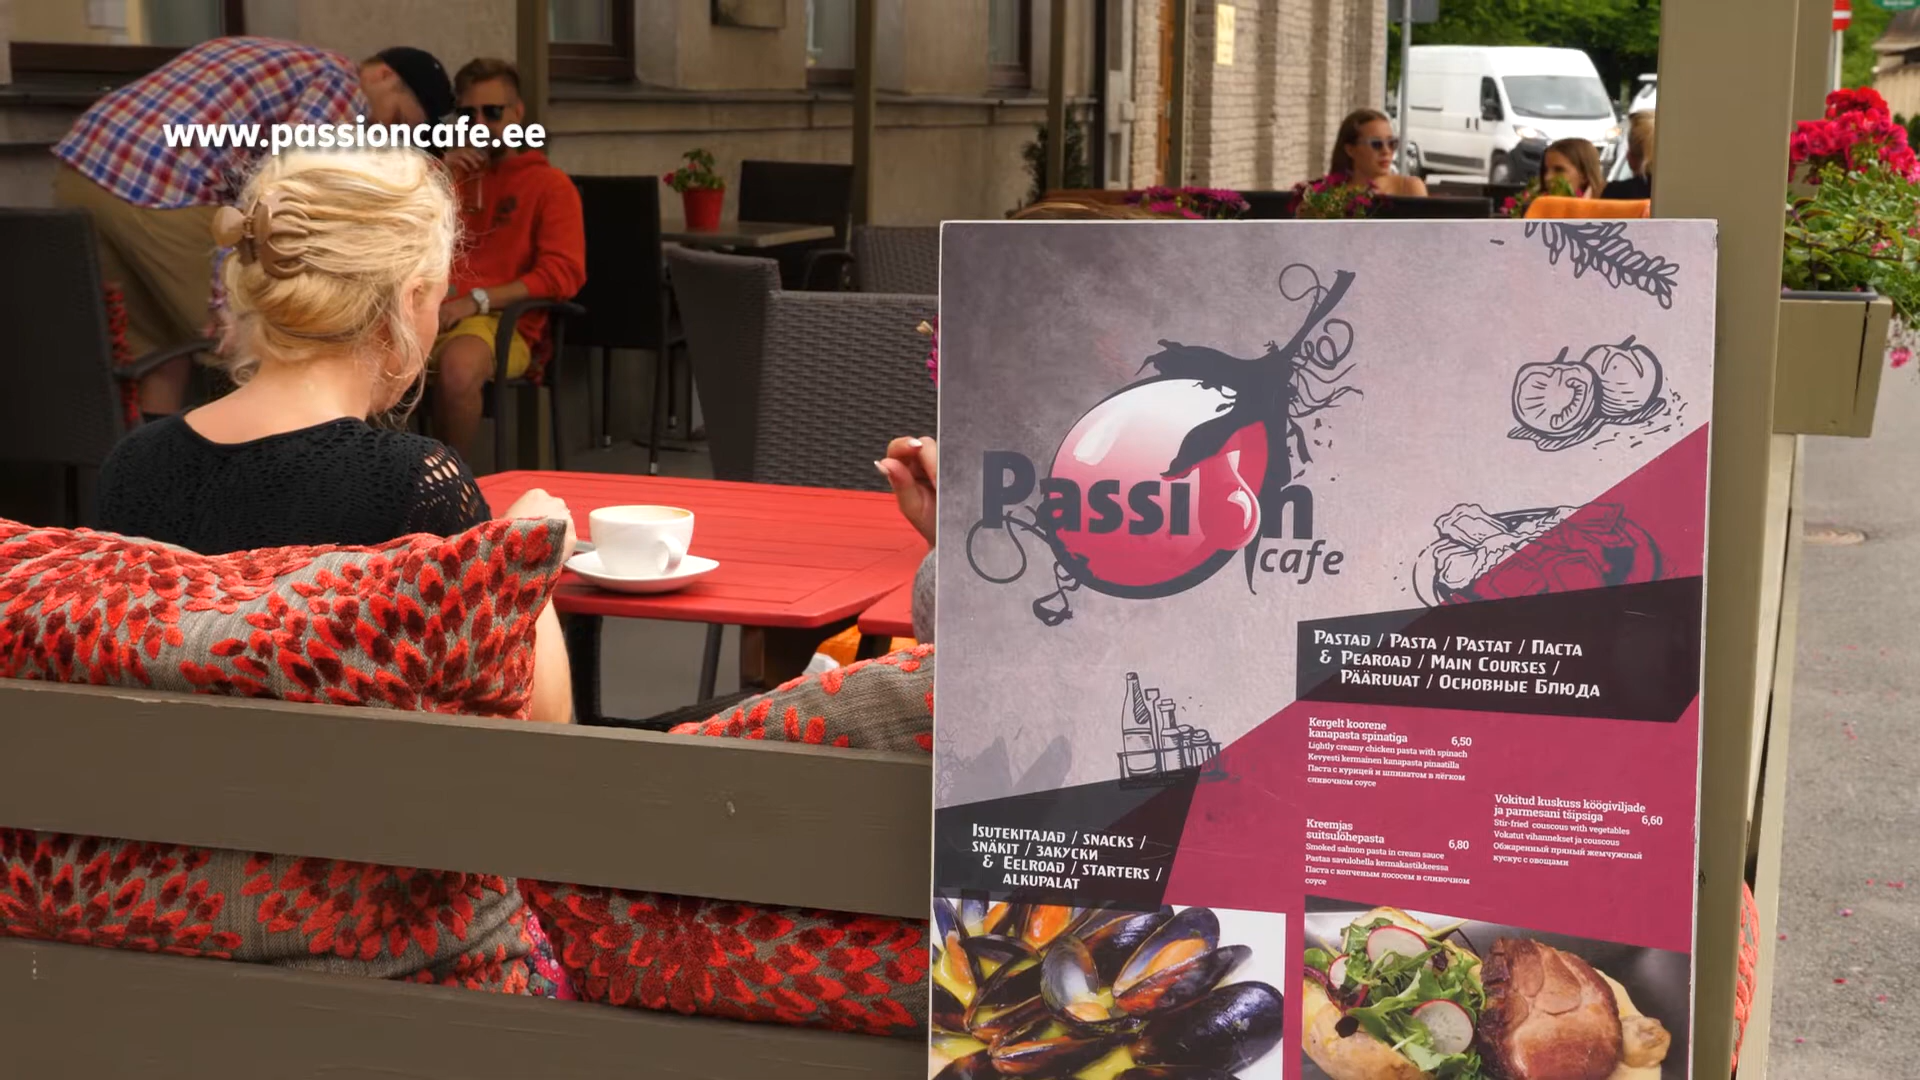 www.passioncafe.ee
Passion
cafe
Pastad / Pasta / Pastat / Паста
& Pearoad / Main Courses /
Pääruuat / Основные Блюда
Kergelt koorene
kanapasta spinatiga 6,50
Lightly creamy chicken pasta with spinach
Kevyesti kermainen kanapasta pinaatilla
Паста с курицей и шпинатом в лёгком
сливочном соусе
Kreemjas
suitsulõhepasta 6,80
Smoked salmon pasta in cream sauce
Pastaa savulohella kermakastikkeessa
Паста с копченым лососем в сливочном
соусе
Vokitud kuskuss köögiviljade
ja parmesani tšipsiga 6,60
Stir-fried couscous with vegetables
Vokatut vihannekset ja couscous
Обжаренный пряный жемчужный
кускус с овощами
Isutekitajad / snacks /
snäkit / закуски
& Eelroad / starters /
alkupalat